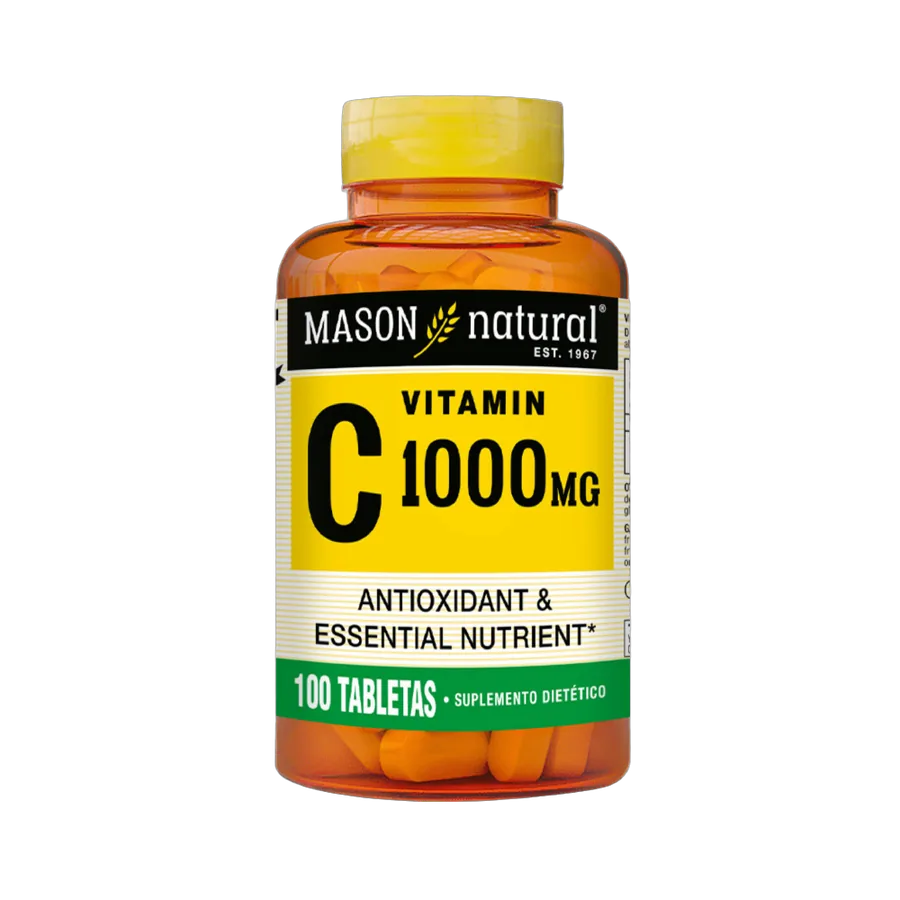 MASON natural®
EST. 1967
VITAMIN
C 1000MG
ANTIOXIDANT &
ESSENTIAL NUTRIENT*
100 TABLETAS • SUPLEMENTO DIETÉTICO